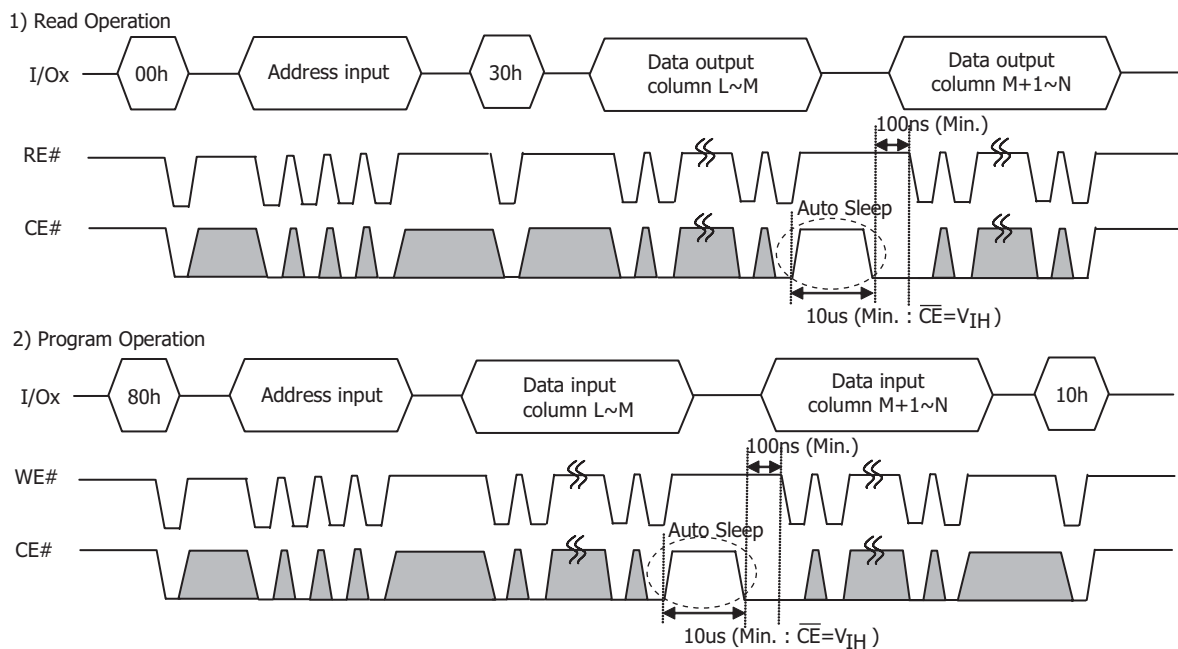 1) Read Operation
I/Ox
00h
Address input
30h
Data output
column L~M
Data output
column M+1~N
100ns (Min.)
RE#
Auto Sleep
CE#
10us (Min. : CE=VIH )
2) Program Operation
I/Ox
80h
Address input
Data input
column L~M
Data input
column M+1~N
10h
100ns (Min.)
WE#
Auto Sleep
CE#
10us (Min. : CE=VIH )